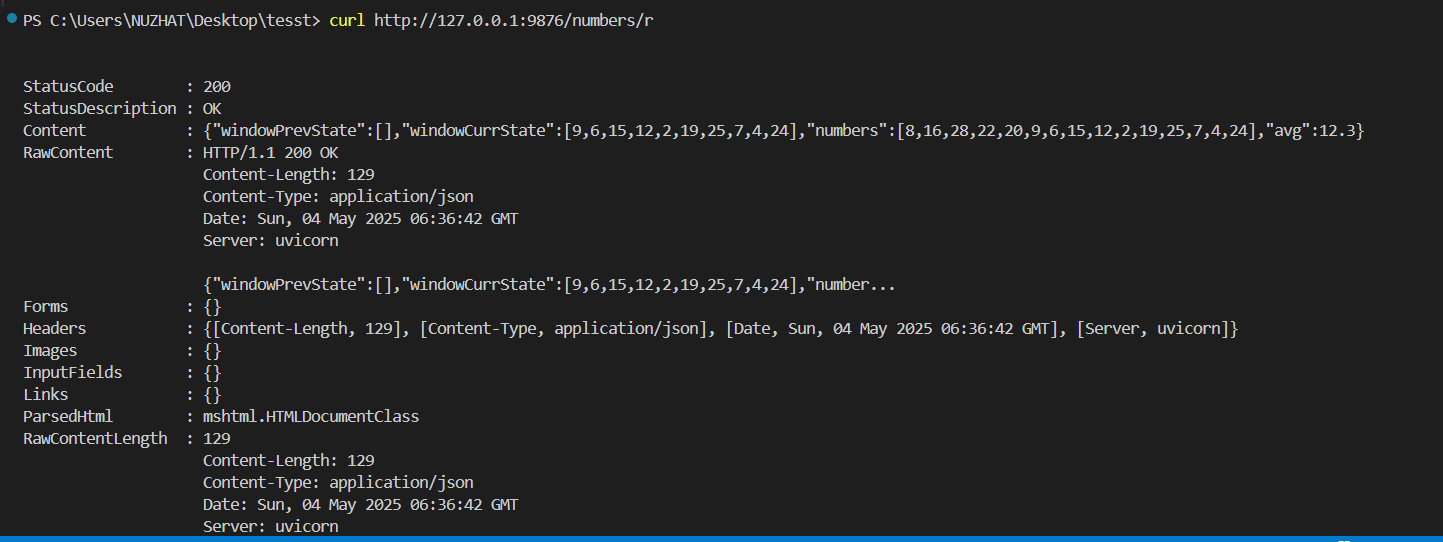 PS C:\Users\NUZHAT\Desktop\tesst> curl http://127.0.0.1:9876/numbers/r
StatusCode : 200
StatusDescription : OK
Content : {"windowPrevState":[],"windowCurrState":[9,6,15,12,2,19,25,7,4,24],"numbers":[8,16,28,22,20,9,6,15,12,2,19,25,7,4,24],"avg":12.3}
RawContent : HTTP/1.1 200 OK
Content-Length: 129
Content-Type: application/json
Date: Sun, 04 May 2025 06:36:42 GMT
Server: uvicorn
{"windowPrevState":[],"windowCurrState":[9,6,15,12,2,19,25,7,4,24],"number...
Forms : {}
Headers : {[Content-Length, 129], [Content-Type, application/json], [Date, Sun, 04 May 2025 06:36:42 GMT], [Server, uvicorn]}
Images : {}
InputFields : {}
Links : {}
ParsedHtml : mshtml.HTMLDocumentClass
RawContentLength : 129
Content-Length: 129
Content-Type: application/json
Date: Sun, 04 May 2025 06:36:42 GMT
Server: uvicorn